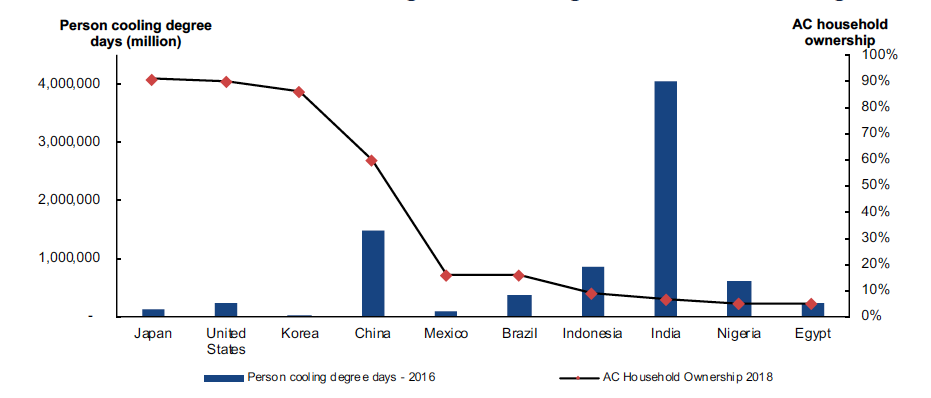 Person cooling degree
days (million)
AC household
ownership
4,000,000
3,000,000
2,000,000
1,000,000
-
100%
90%
80%
70%
60%
50%
40%
30%
20%
10%
0%
Japan
United
States
Korea
China
Mexico
Brazil
Indonesia
India
Nigeria
Egypt
Person cooling degree days - 2016
AC Household Ownership 2018